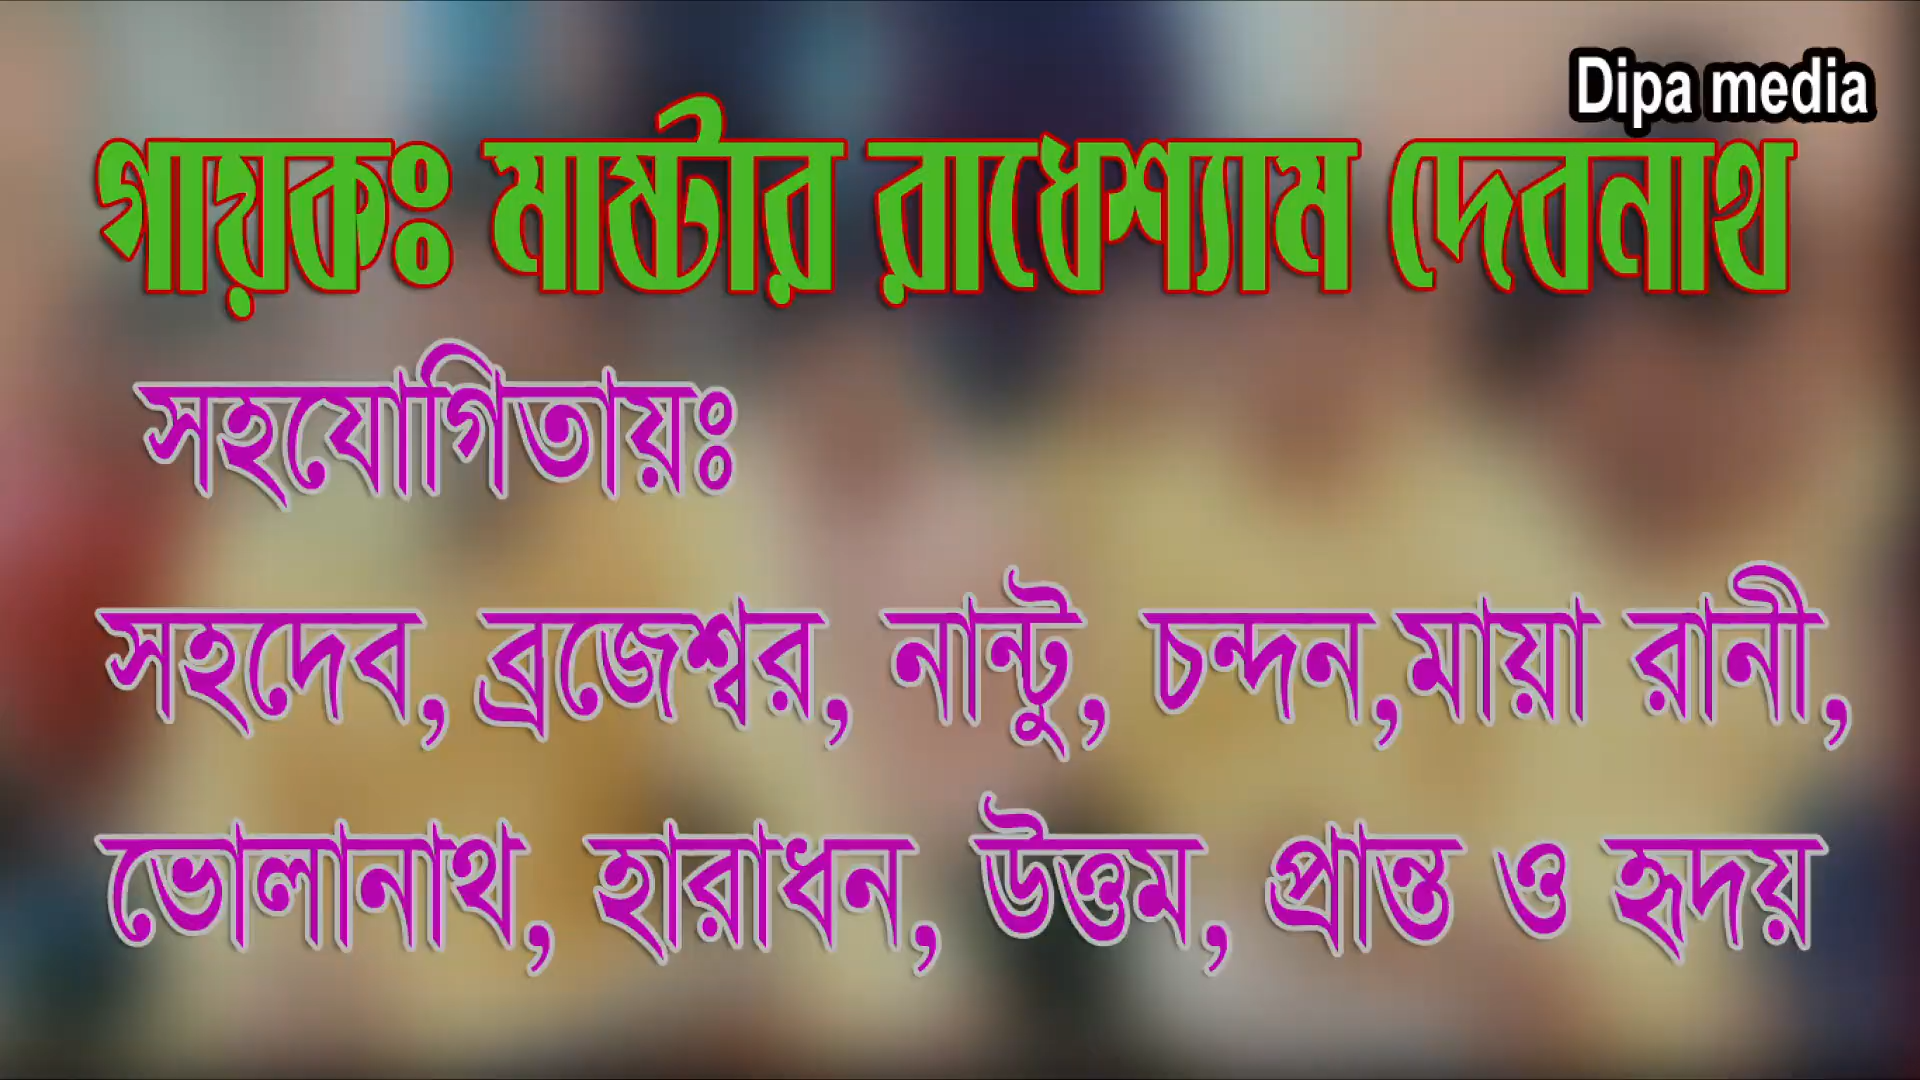 Dipa media
গায়কঃ মাষ্টার রাধেশ্যাম দেবনাথ
সহযোগিতায়ঃ
সহদেব, ব্রজেশ্বর, নান্টু, চন্দন,মায়া রানী,
ভোলানাথ, হারাধন, উত্তম, প্রান্ত ও হৃদয়